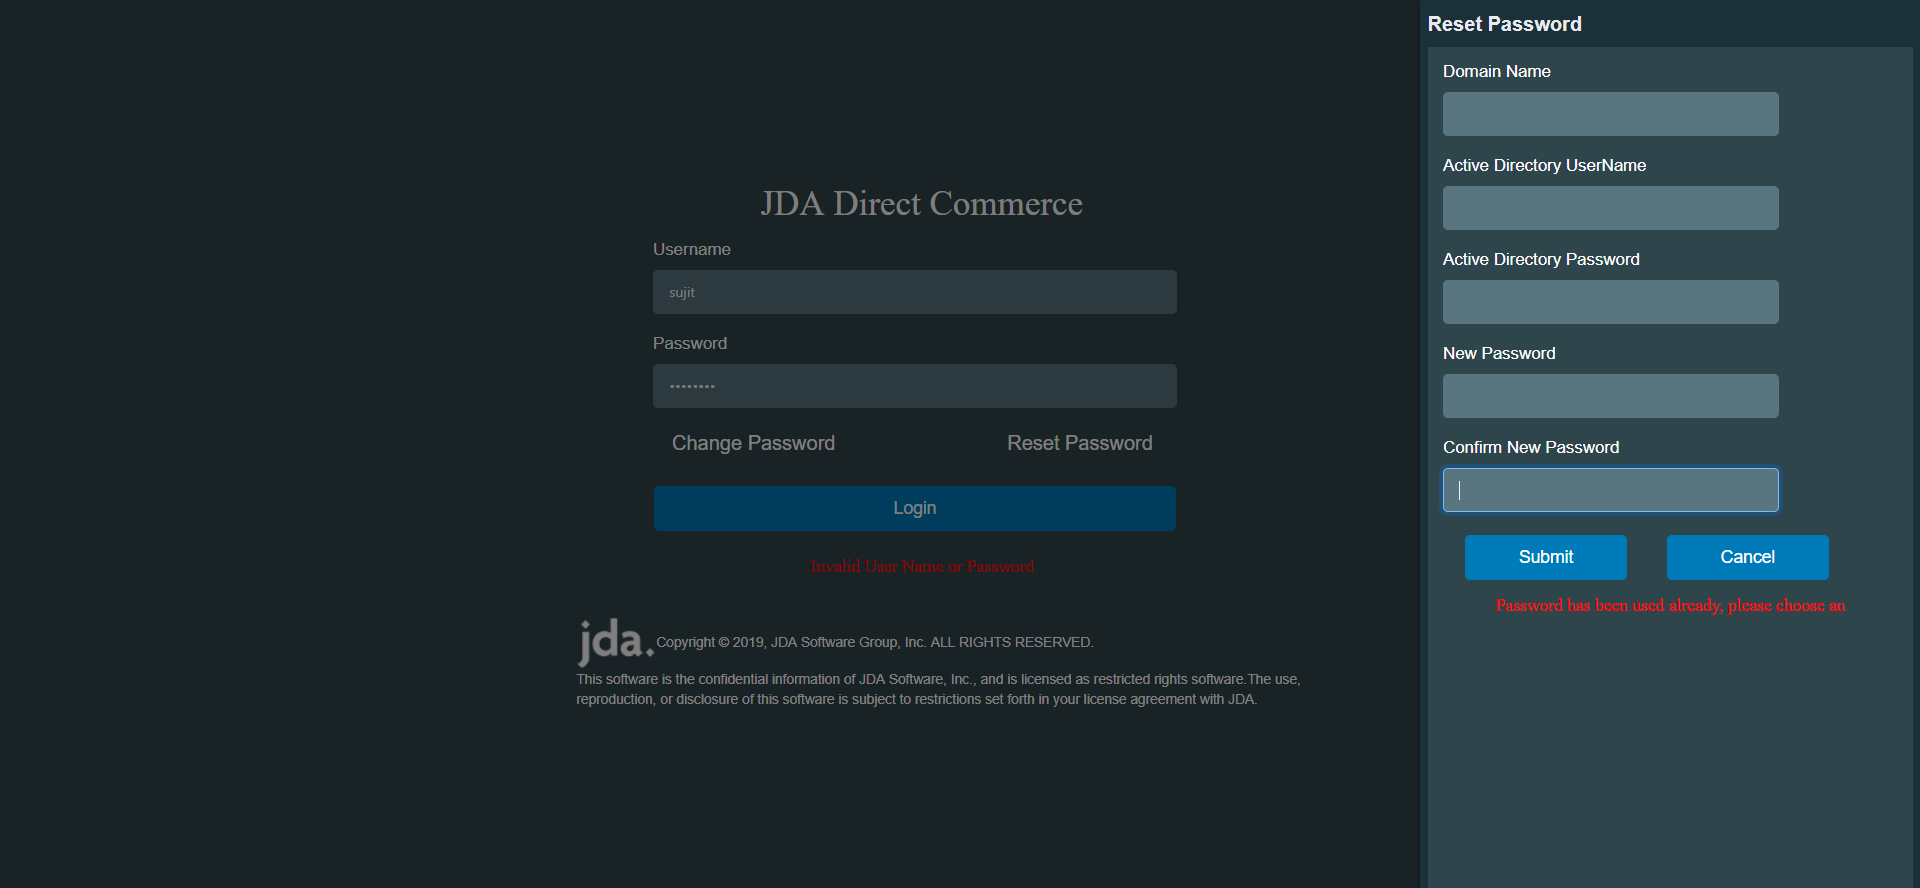 JDA Direct Commerce
Username
sujit
Password
••••••••
Change Password
Reset Password
Login
Invalid User Name or Password
jda.
Copyright © 2019, JDA Software Group, Inc. ALL RIGHTS RESERVED.
This software is the confidential information of JDA Software, Inc., and is licensed as restricted rights software.The use,
reproduction, or disclosure of this software is subject to restrictions set forth in your license agreement with JDA.
Reset Password
Domain Name
Active Directory UserName
Active Directory Password
New Password
Confirm New Password
Submit
Cancel
Password has been used already, please choose an